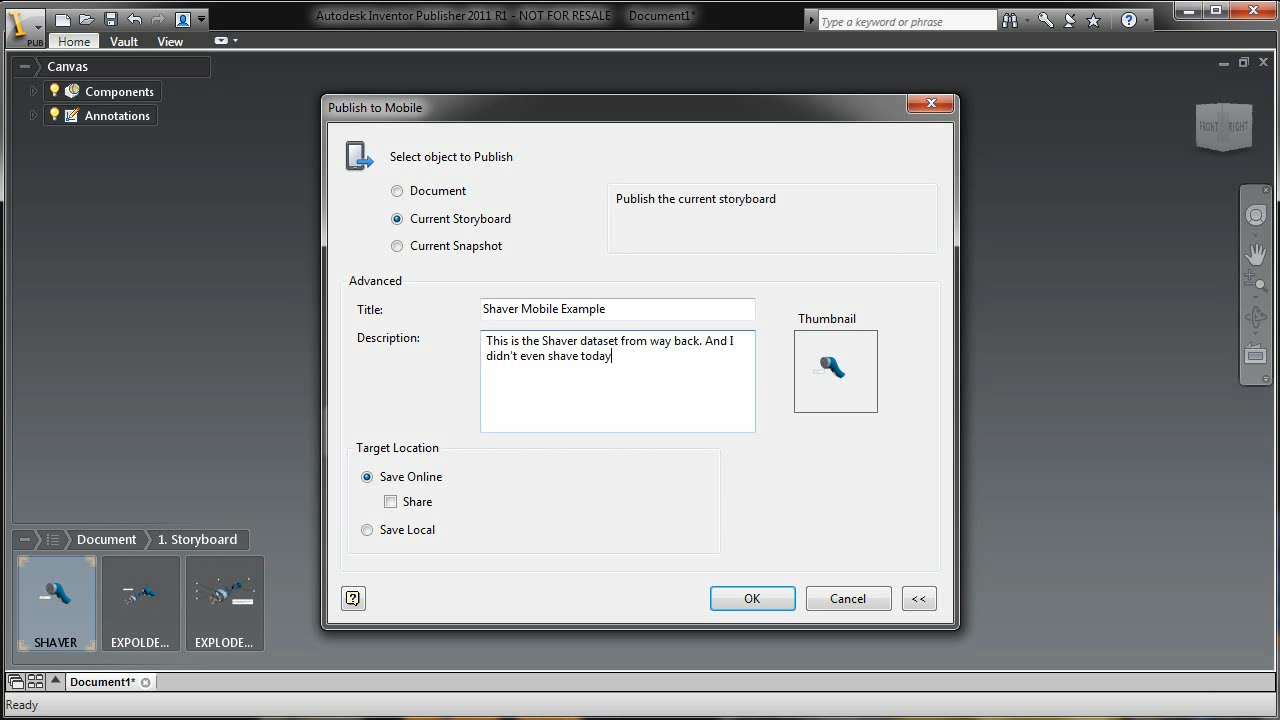 Autodesk Inventor Publisher 2011 R1 - NOT FOR RESALE Document1*
Type a keyword or phrase
PUB
Home Vault View
Canvas
Components
Annotations
FRONT RIGHT
Publish to Mobile
Select object to Publish
Document
Current Storyboard
Current Snapshot
Publish the current storyboard
Advanced
Title:
Shaver Mobile Example
Description:
This is the Shaver dataset from way back. And I
didn't even shave today
Thumbnail
Target Location
Save Online
Share
Save Local
OK
Cancel
<<
Document 1. Storyboard
SHAVER
EXPOLDE...
EXPLODE...
Document1*
Ready